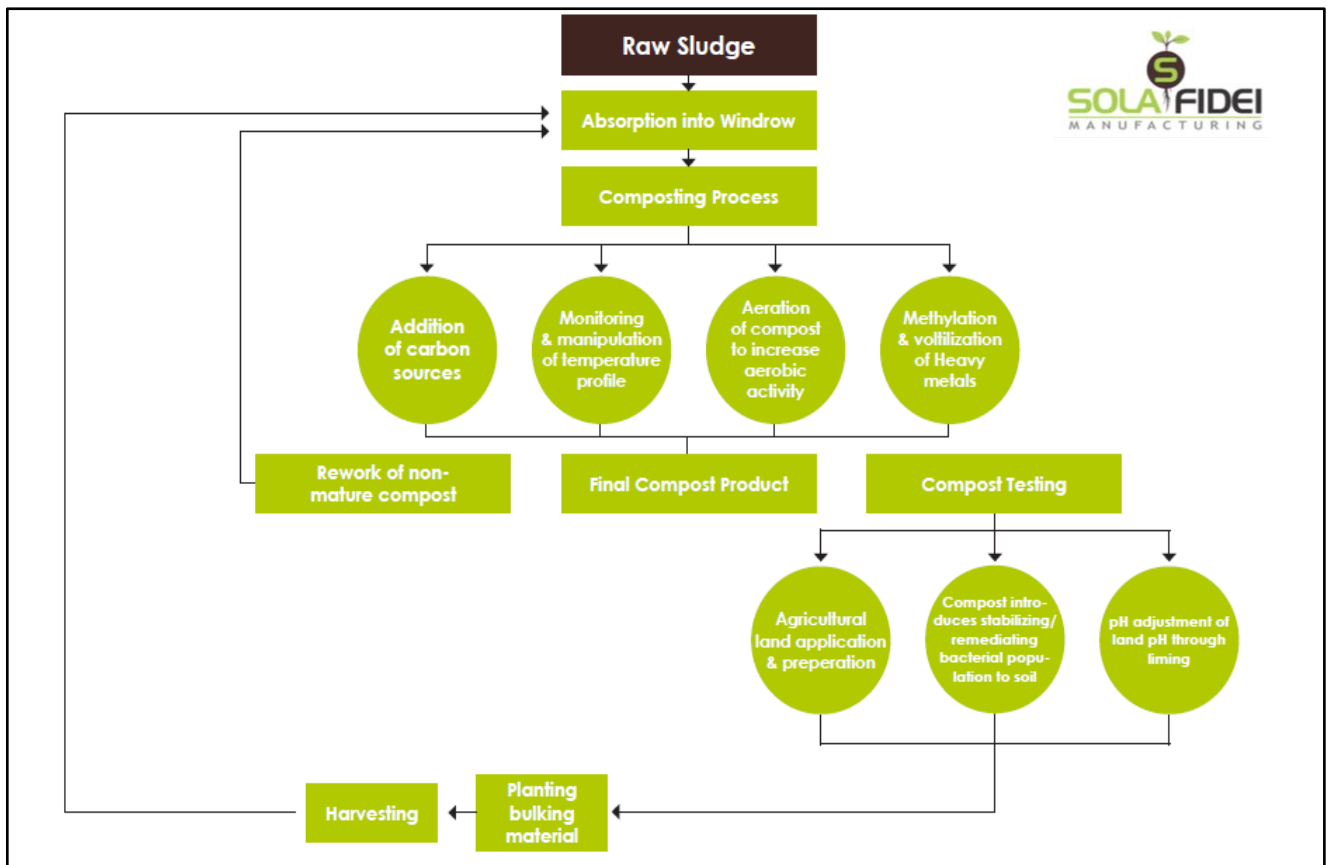 Raw Sludge
S
SOLA FIDEI
MANUFACTURING
Absorption into Windrow
Composting Process
Addition
of carbon
sources
Monitoring
& manipulation
of temperature
profile
Aeration
of compost
to increase
aerobic
activity
Methylation
& voltilization
of Heavy
metals
Rework of non-
mature compost
Final Compost Product
Compost Testing
Agricultural
land application
& preperation
Compost intro-
duces stabilizing/
remediating
bacterial popu-
lation to soil
pH adjustment of
land pH through
liming
Harvesting
Planting
bulking
material